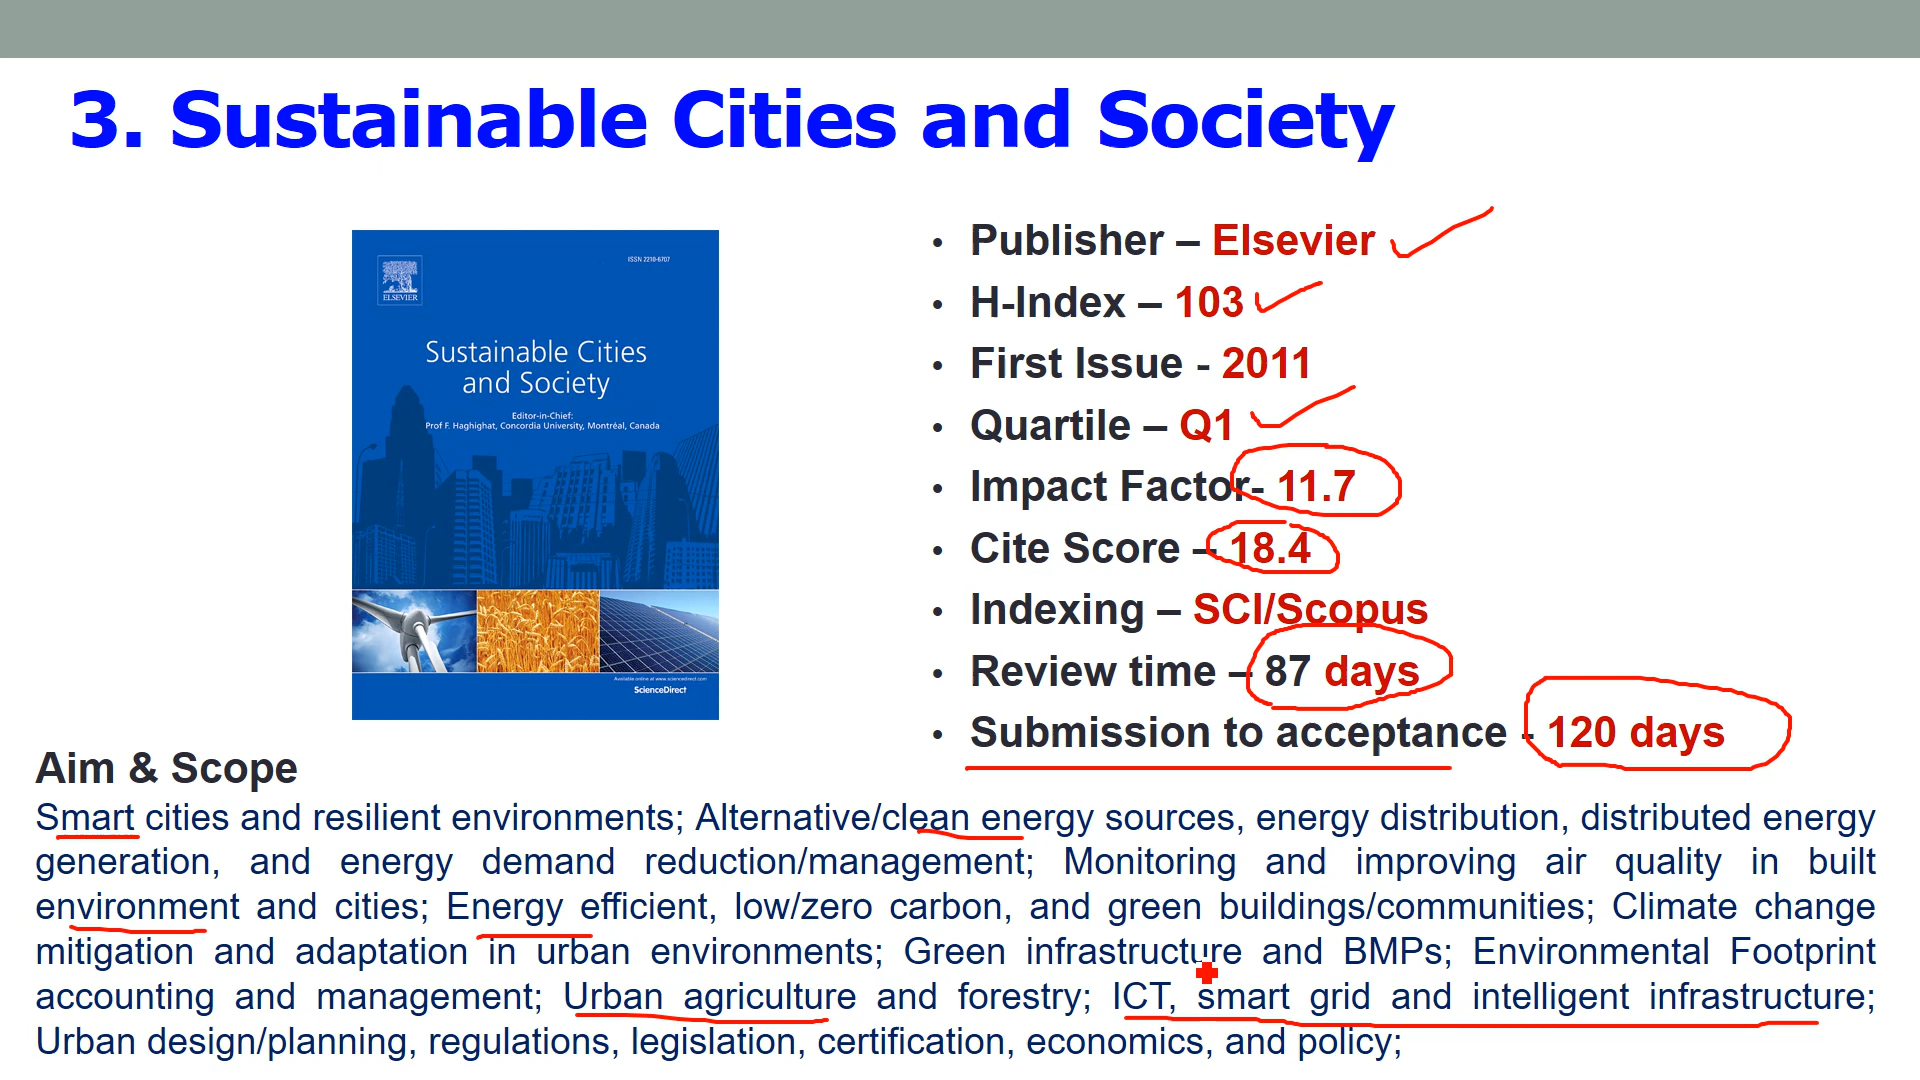 3. Sustainable Cities and Society
ISSN 2210-6707
ELSEVIER
Sustainable Cities
and Society
Editor-in-Chief:
Prof F. Haghighat, Concordia University, Montréal, Canada
Available online at www.sciencedirect.com
ScienceDirect
• Publisher – Elsevier
• H-Index – 103
• First Issue - 2011
• Quartile – Q1
• Impact Factor- 11.7
• Cite Score – 18.4
• Indexing – SCI/Scopus
• Review time – 87 days
• Submission to acceptance - 120 days
Aim & Scope
Smart cities and resilient environments; Alternative/clean energy sources, energy distribution, distributed energy
generation, and energy demand reduction/management; Monitoring and improving air quality in built
environment and cities; Energy efficient, low/zero carbon, and green buildings/communities; Climate change
mitigation and adaptation in urban environments; Green infrastructure and BMPs; Environmental Footprint
accounting and management; Urban agriculture and forestry; ICT, smart grid and intelligent infrastructure;
Urban design/planning, regulations, legislation, certification, economics, and policy;